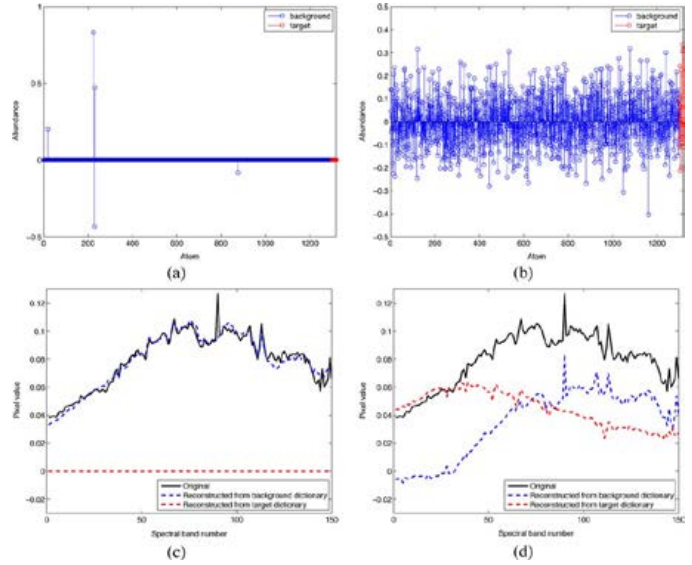 1
0.5
0
-0.5
Abundance
0 200 400 600 800 1000 1200
Atom
background
target
(a)
0.5
0.4
0.3
0.2
0.1
0
-0.1
-0.2
-0.3
-0.4
-0.5
Abundance
0 200 400 600 800 1000 1200
Atom
background
target
(b)
0.12
0.1
0.08
0.06
0.04
0.02
0
-0.02
Pixel value
0 50 100 150
Spectral band number
Original
Reconstructed from background dictionary
Reconstructed from target dictionary
(c)
0.12
0.1
0.08
0.06
0.04
0.02
0
-0.02
Pixel value
0 50 100 150
Spectral band number
Original
Reconstructed from background dictionary
Reconstructed from target dictionary
(d)